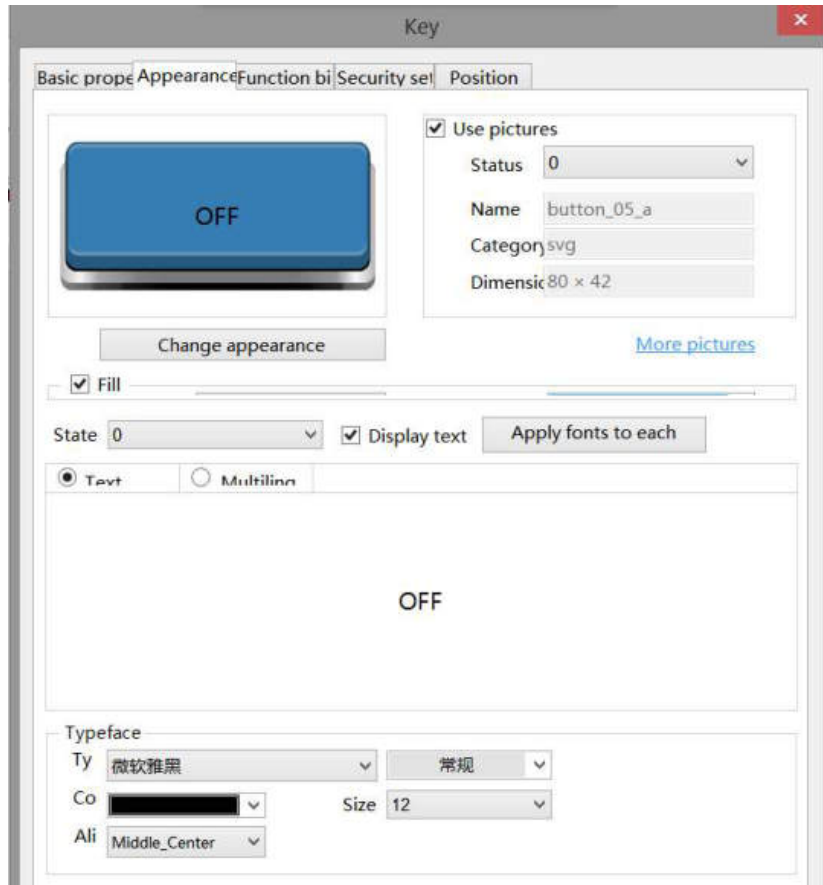 Key
Basic prope Appearance Function bi Security set Position
OFF
Use pictures
Status 0
Name button_05_a
Category svg
Dimensic 80 × 42
Change appearance
More pictures
Fill
State 0 Display text Apply fonts to each
Text Multiling
OFF
Typeface
Ty 微软雅黑 常规
Co Size 12
Ali Middle_Center